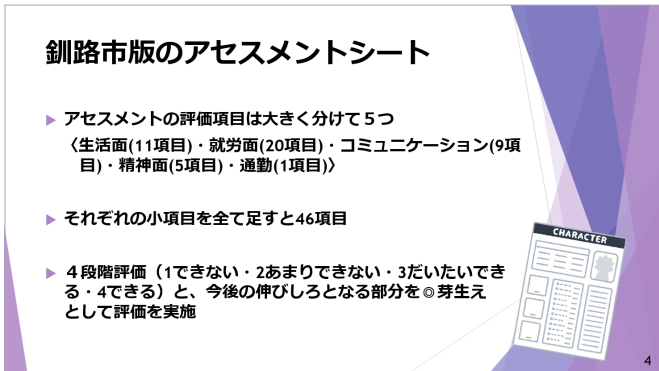 釧路市版のアセスメントシート
アセスメントの評価項目は大きく分けて５つ
〈生活面(11項目)・就労面(20項目)・コミュニケーション(9項
目)・精神面(5項目)・通勤(1項目)〉
それぞれの小項目を全て足すと46項目
４段階評価（1できない・2あまりできない・3だいたいでき
る・4できる）と、今後の伸びしろとなる部分を◎芽生え
として評価を実施
CHARACTER
4